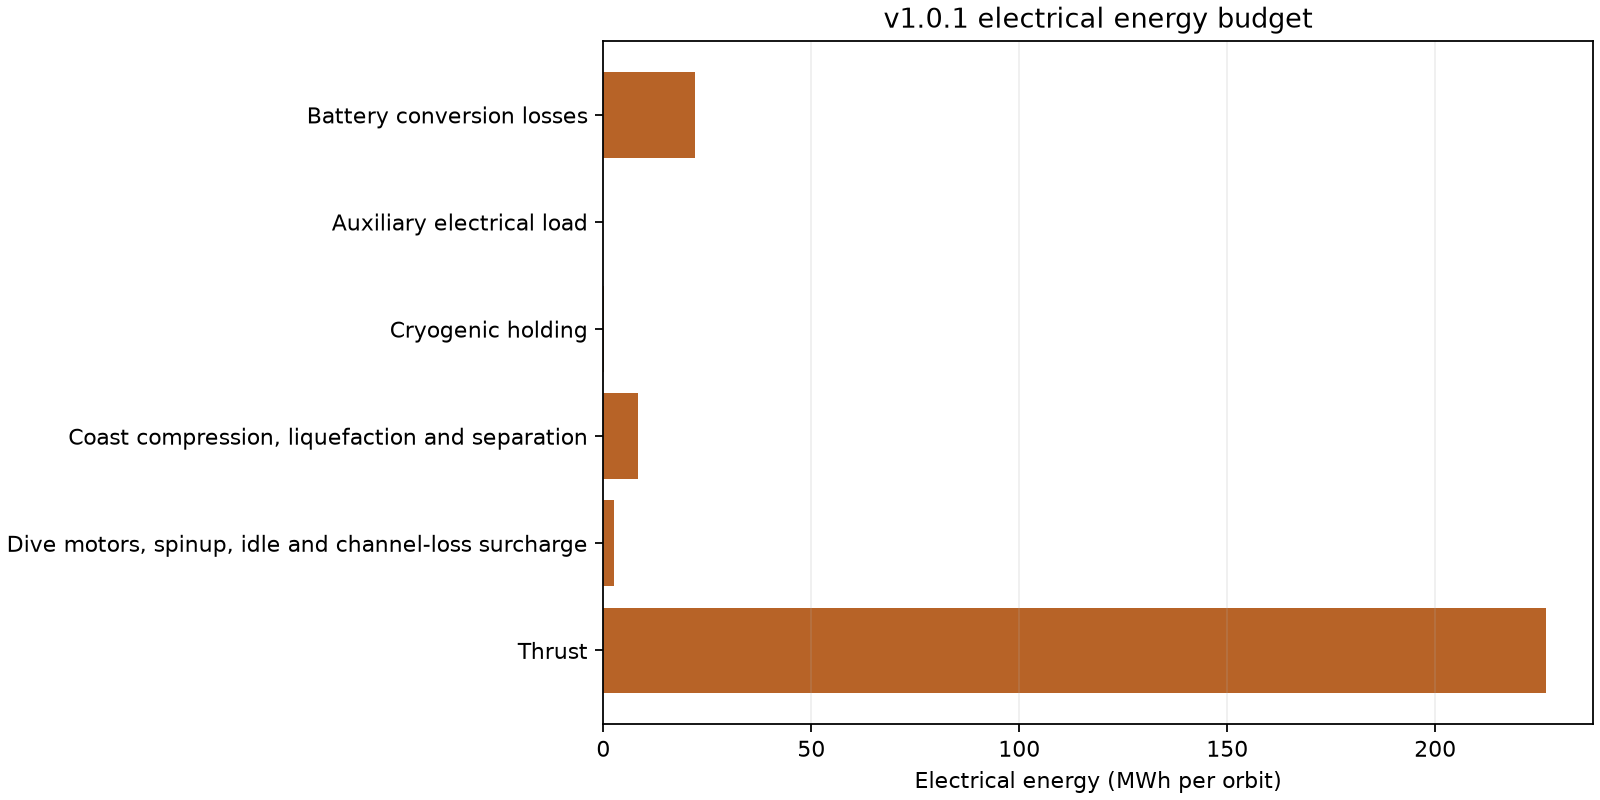 v1.0.1 electrical energy budget
Battery conversion losses
Auxiliary electrical load
Cryogenic holding
Coast compression, liquefaction and separation
Dive motors, spinup, idle and channel-loss surcharge
Thrust
0 50 100 150 200
Electrical energy (MWh per orbit)